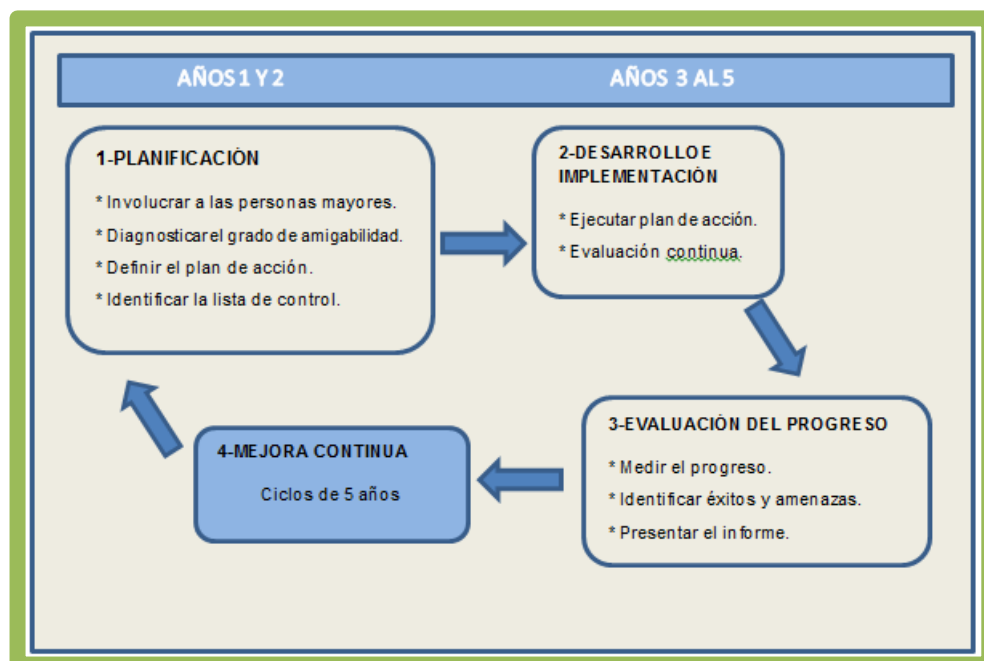 AÑOS 1 Y 2
AÑOS 3 AL 5
1-PLANIFICACIÓN
* Involucrar a las personas mayores.
* Diagnosticar el grado de amigabilidad.
* Definir el plan de acción.
* Identificar la lista de control.
2-DESARROLLO E
IMPLEMENTACIÓN
* Ejecutar plan de acción.
* Evaluación continua.
3-EVALUACIÓN DEL PROGRESO
* Medir el progreso.
* Identificar éxitos y amenazas.
* Presentar el informe.
4-MEJORA CONTINUA
Ciclos de 5 años